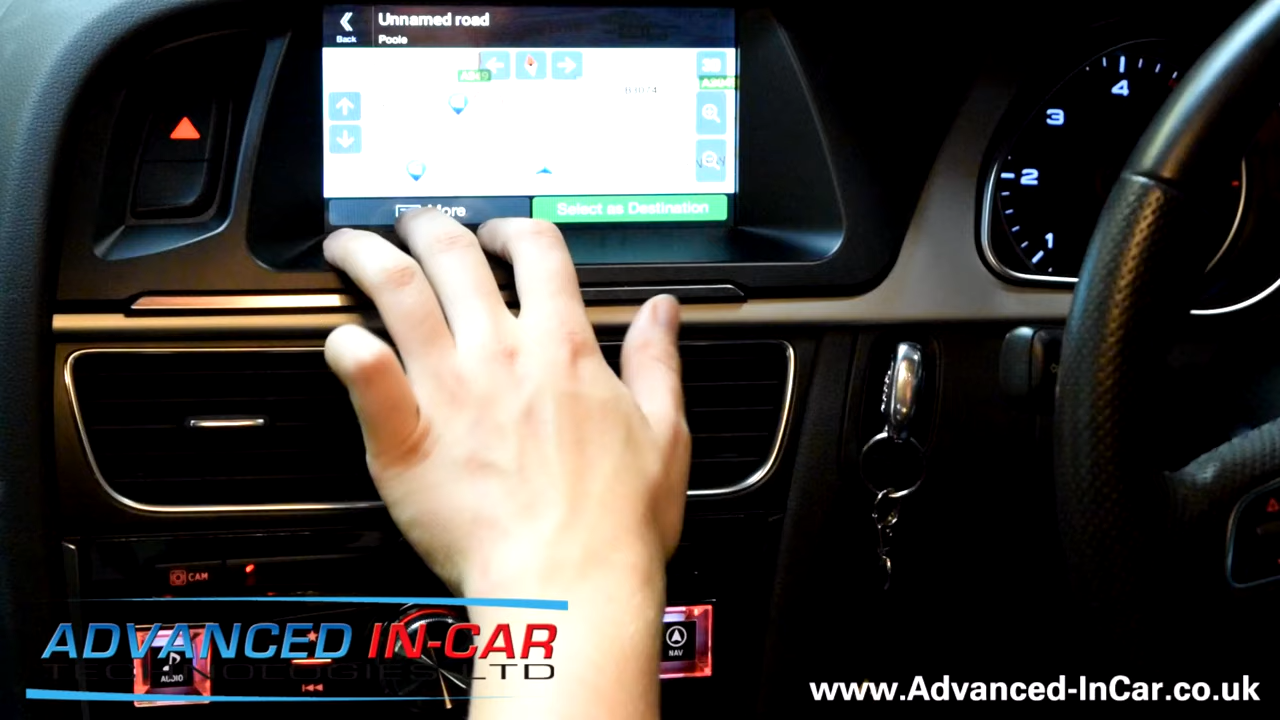 Unnamed road
Back
Poole
B3074
More
Select as Destination
4
3
2
1
CAM
ADVANCED IN-CAR
TECHNOLOGIES LTD
AUDIO
NAV
www.Advanced-InCar.co.uk